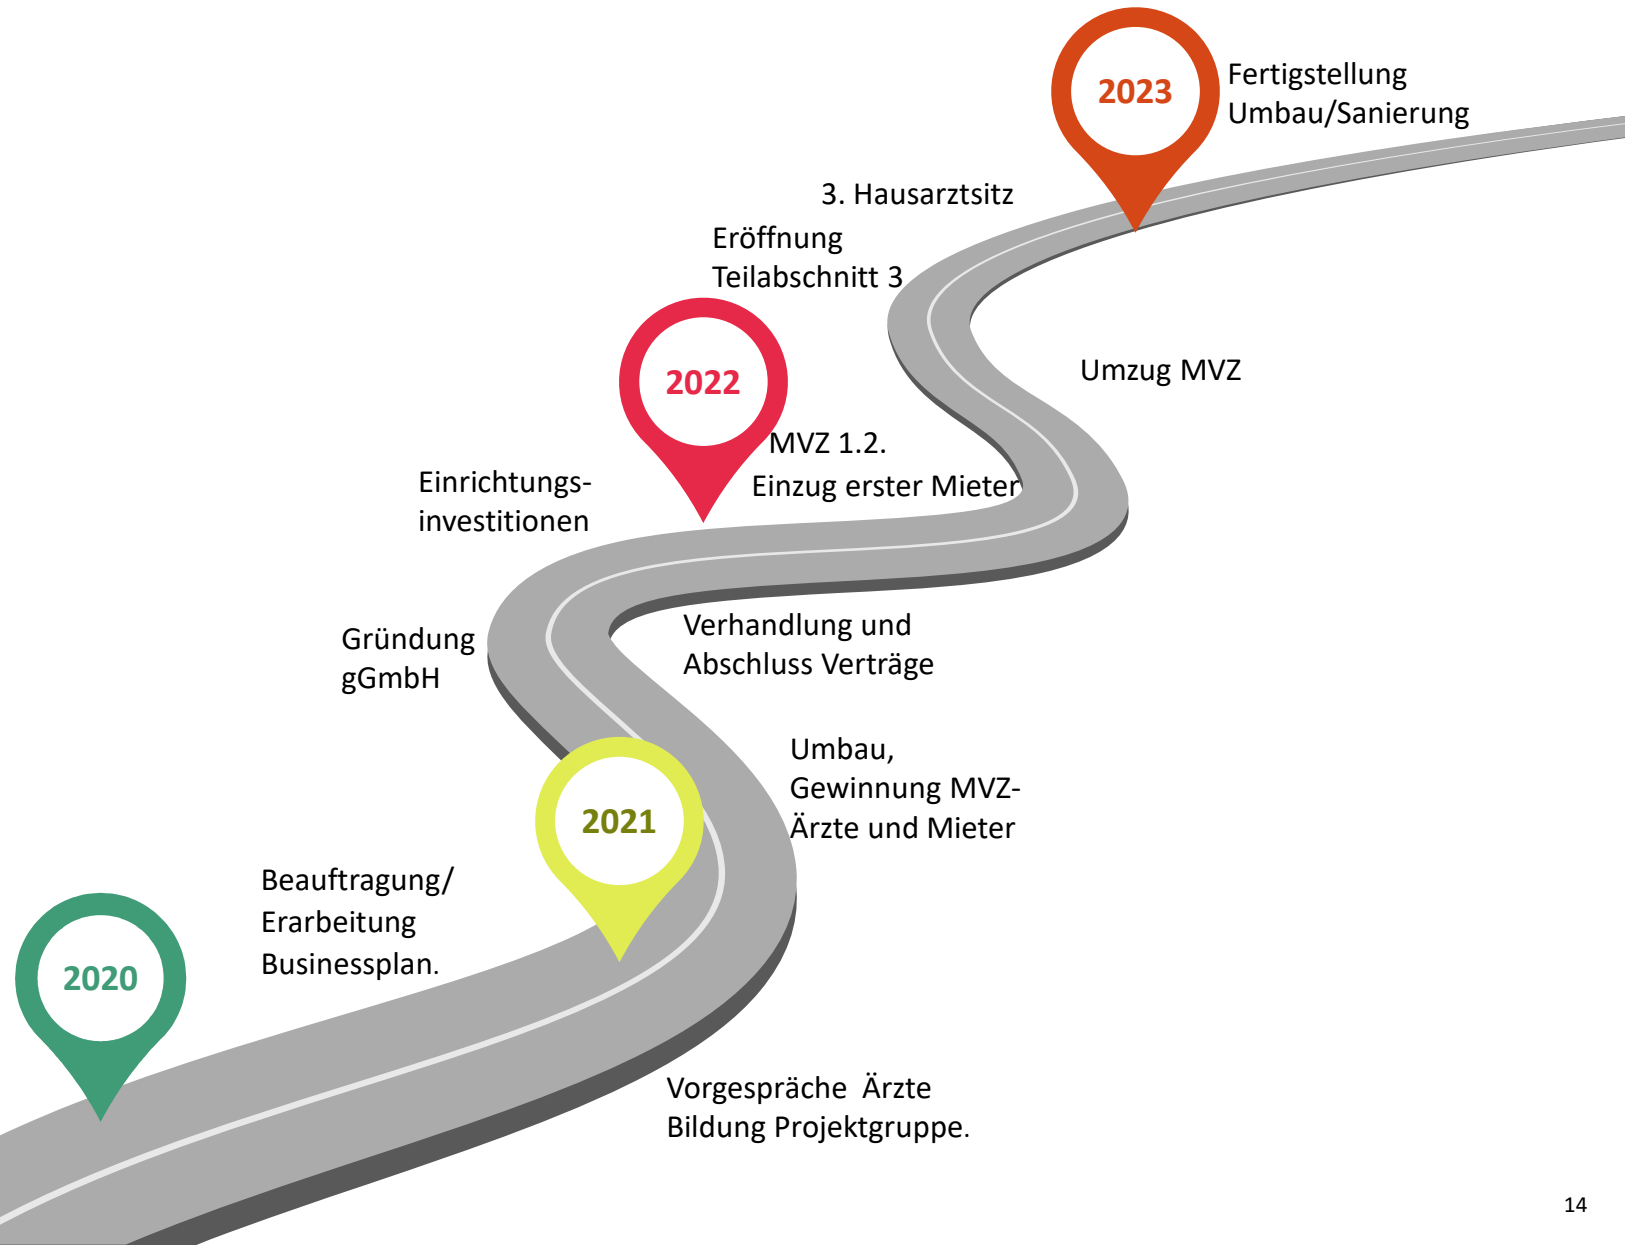 2023
Fertigstellung
Umbau/Sanierung
3. Hausarztsitz
Eröffnung
Teilabschnitt 3
Umzug MVZ
2022
MVZ 1.2.
Einzug erster Mieter
Einrichtungs-
investitionen
Gründung
gGmbH
Verhandlung und
Abschluss Verträge
Umbau,
Gewinnung MVZ-
Ärzte und Mieter
2021
Beauftragung/
Erarbeitung
Businessplan.
2020
Vorgespräche Ärzte
Bildung Projektgruppe.
14